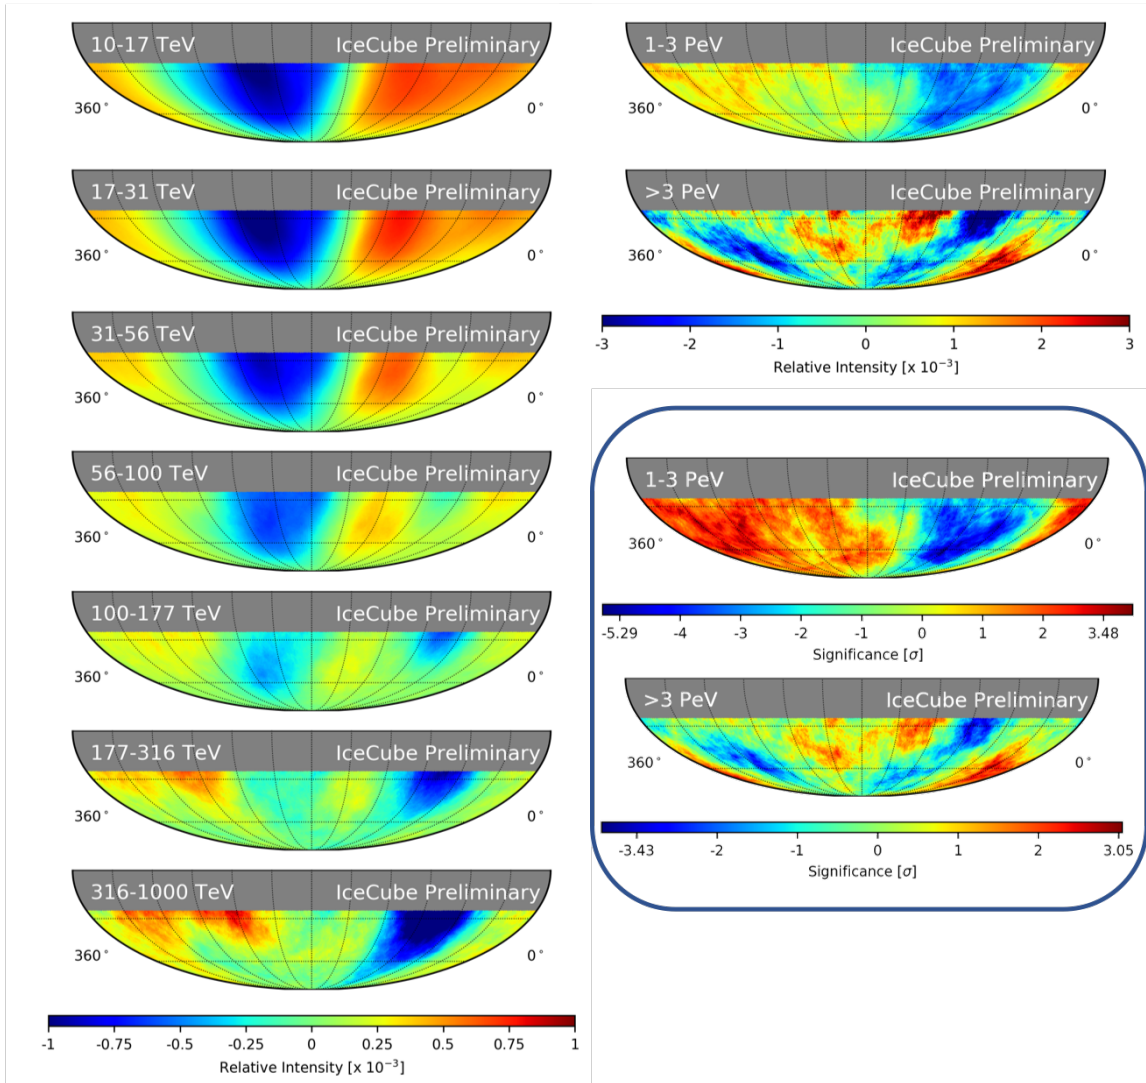 10-17 TeV IceCube Preliminary
360° 0°
17-31 TeV IceCube Preliminary
360° 0°
31-56 TeV IceCube Preliminary
360° 0°
56-100 TeV IceCube Preliminary
360° 0°
100-177 TeV IceCube Preliminary
360° 0°
177-316 TeV IceCube Preliminary
360° 0°
316-1000 TeV IceCube Preliminary
360° 0°
-1 -0.75 -0.5 -0.25 0 0.25 0.5 0.75 1
Relative Intensity [x 10⁻³]
1-3 PeV IceCube Preliminary
360° 0°
>3 PeV IceCube Preliminary
360° 0°
-3 -2 -1 0 1 2 3
Relative Intensity [x 10⁻³]
1-3 PeV IceCube Preliminary
360° 0°
-5.29 -4 -3 -2 -1 0 1 2 3.48
Significance [σ]
>3 PeV IceCube Preliminary
360° 0°
-3.43 -2 -1 0 1 2 3.05
Significance [σ]